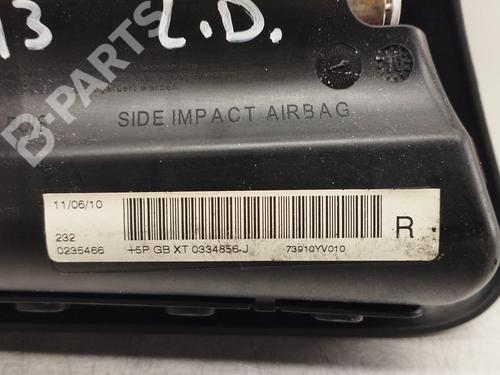 13 L.D.
B-PARTS
SIDE IMPACT AIRBAG
11/06/10
232
0235466 +5P GB XT 0334856-J 73910YV010
R